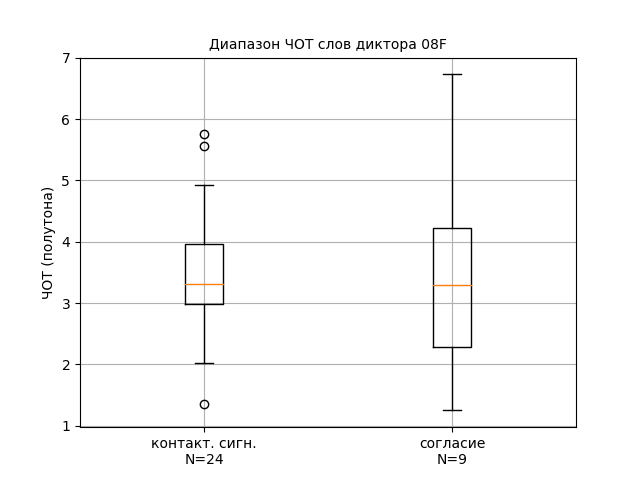 Диапазон ЧОТ слов диктора 08F
ЧОТ (полутона)
7
6
5
4
3
2
1
контакт. сигн.
N=24
согласие
N=9